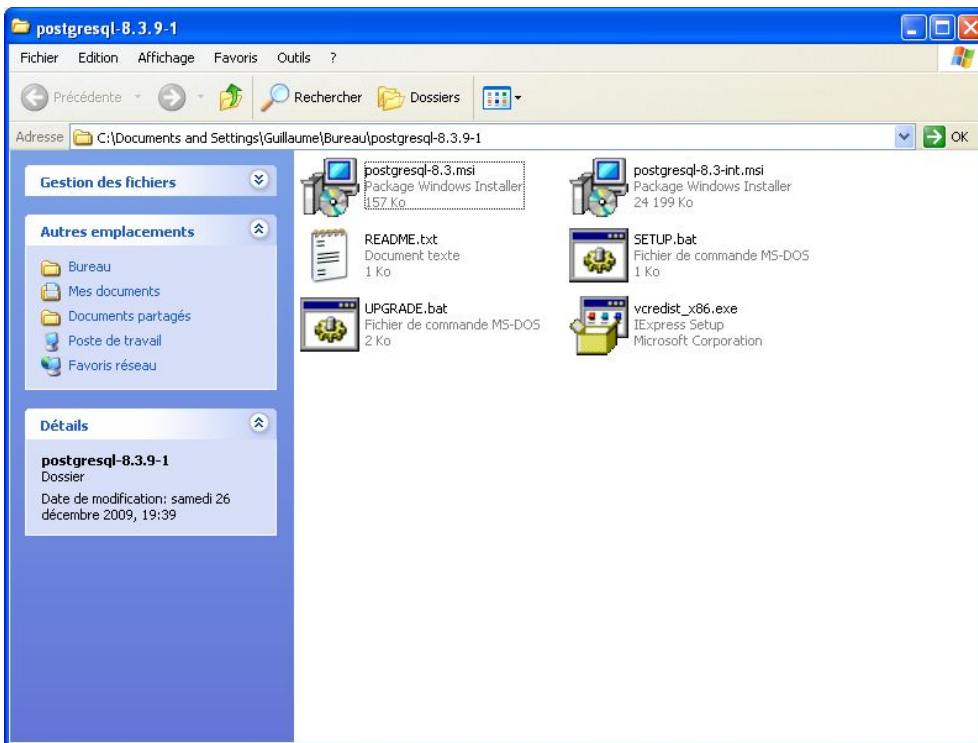 postgresql-8.3.9-1
Fichier Edition Affichage Favoris Outils ?
Précédente Rechercher Dossiers
Adresse C:\Documents and Settings\Guillaume\Bureau\postgresql-8.3.9-1 OK
Gestion des fichiers
Autres emplacements
Bureau
Mes documents
Documents partagés
Poste de travail
Favoris réseau
Détails
postgresql-8.3.9-1
Dossier
Date de modification: samedi 26
décembre 2009, 19:39
postgresql-8.3.msi
Package Windows Installer
157 Ko
postgresql-8.3-int.msi
Package Windows Installer
24 199 Ko
README.txt
Document texte
1 Ko
SETUP.bat
Fichier de commande MS-DOS
1 Ko
UPGRADE.bat
Fichier de commande MS-DOS
2 Ko
vcredist_x86.exe
IExpress Setup
Microsoft Corporation